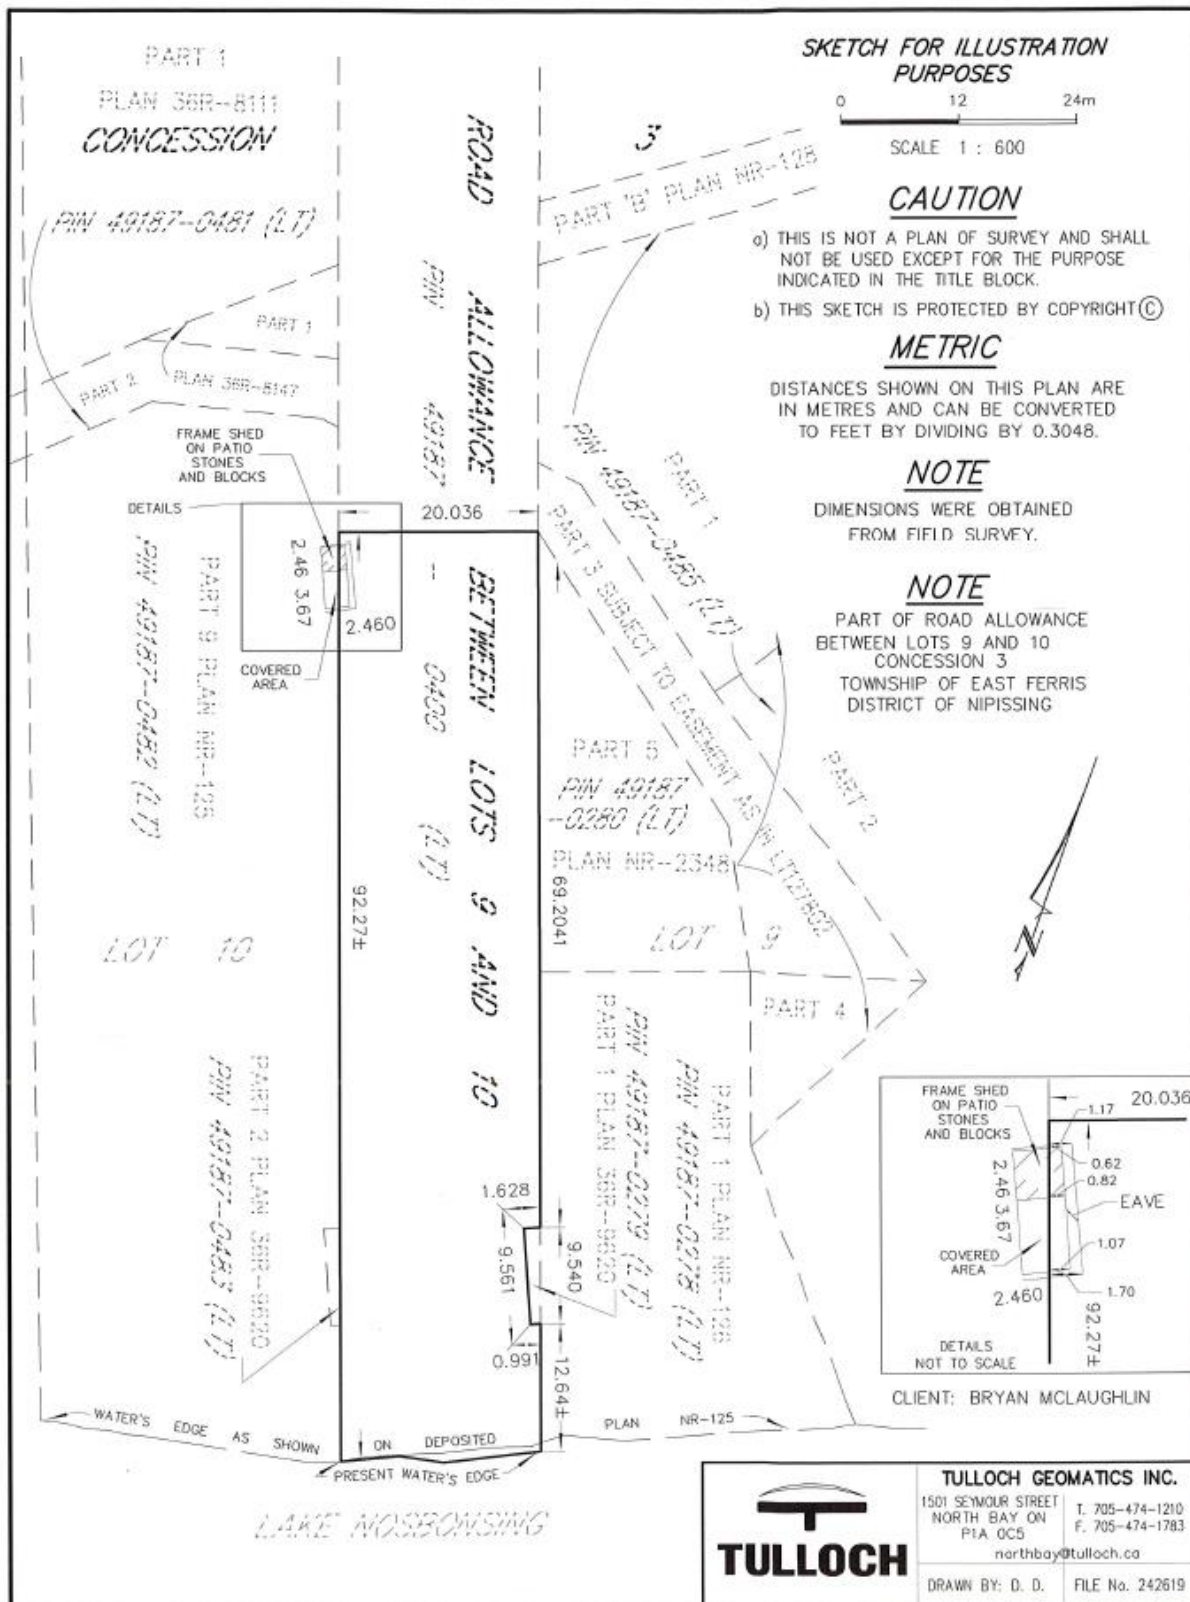 SKETCH FOR ILLUSTRATION
PURPOSES
0 12 24m
SCALE 1 : 600
CAUTION
a) THIS IS NOT A PLAN OF SURVEY AND SHALL
NOT BE USED EXCEPT FOR THE PURPOSE
INDICATED IN THE TITLE BLOCK.
b) THIS SKETCH IS PROTECTED BY COPYRIGHT ©
METRIC
DISTANCES SHOWN ON THIS PLAN ARE
IN METRES AND CAN BE CONVERTED
TO FEET BY DIVIDING BY 0.3048.
NOTE
DIMENSIONS WERE OBTAINED
FROM FIELD SURVEY.
NOTE
PART OF ROAD ALLOWANCE
BETWEEN LOTS 9 AND 10
CONCESSION 3
TOWNSHIP OF EAST FERRIS
DISTRICT OF NIPISSING
PART 1
PLAN 36R-8111
CONCESSION
3
PIN 49187-0481 (LT)
PART 1
PART 2
PLAN 36R-8147
PART 'B' PLAN NR-128
ROAD ALLOWANCE BETWEEN LOTS 9 AND 10
PIN 49187 -- 0400 (LT)
FRAME SHED
ON PATIO
STONES
AND BLOCKS
DETAILS
20.036
2.46 3.67
2.460
COVERED
AREA
PART 9 PLAN NR-125
PIN 49187-0482 (LT)
PIN 49187-0485 (LT)
PART 1
PART 3 SUBJECT TO EASEMENT AS IN LT127802
PART 2
PART 5
PIN 49187
-0280 (LT)
PLAN NR-2348
92.27±
69.2041
LOT 10
LOT 9
PART 4
PART 2 PLAN 36R-9620
PIN 49187-0483 (LT)
PART 1 PLAN 36R-9620
PIN 49187-0279 (LT)
PIN 49187-0278 (LT)
PART 1 PLAN NR-126
1.628
9.561
9.540
0.991
12.64±
WATER'S EDGE AS SHOWN ON DEPOSITED PLAN NR-125
PRESENT WATER'S EDGE
LAKE NOSBONSING
FRAME SHED
ON PATIO
STONES
AND BLOCKS
20.036
1.17
0.62
0.82
EAVE
2.46 3.67
COVERED
AREA
1.07
2.460
1.70
92.27±
DETAILS
NOT TO SCALE
CLIENT: BRYAN MCLAUGHLIN
TULLOCH
TULLOCH GEOMATICS INC.
1501 SEYMOUR STREET
NORTH BAY ON
P1A 0C5
T. 705-474-1210
F. 705-474-1783
northbay@tulloch.ca
DRAWN BY: D. D.
FILE No. 242619